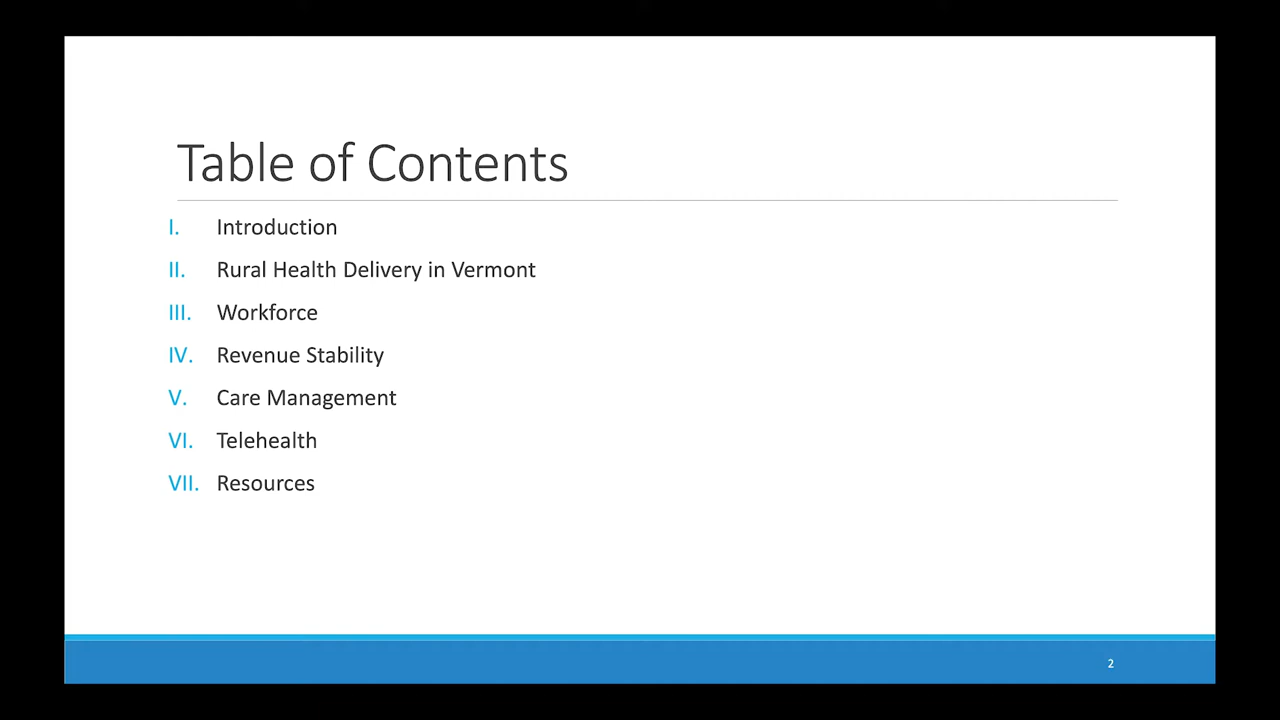 Table of Contents
I. Introduction
II. Rural Health Delivery in Vermont
III. Workforce
IV. Revenue Stability
V. Care Management
VI. Telehealth
VII. Resources
2